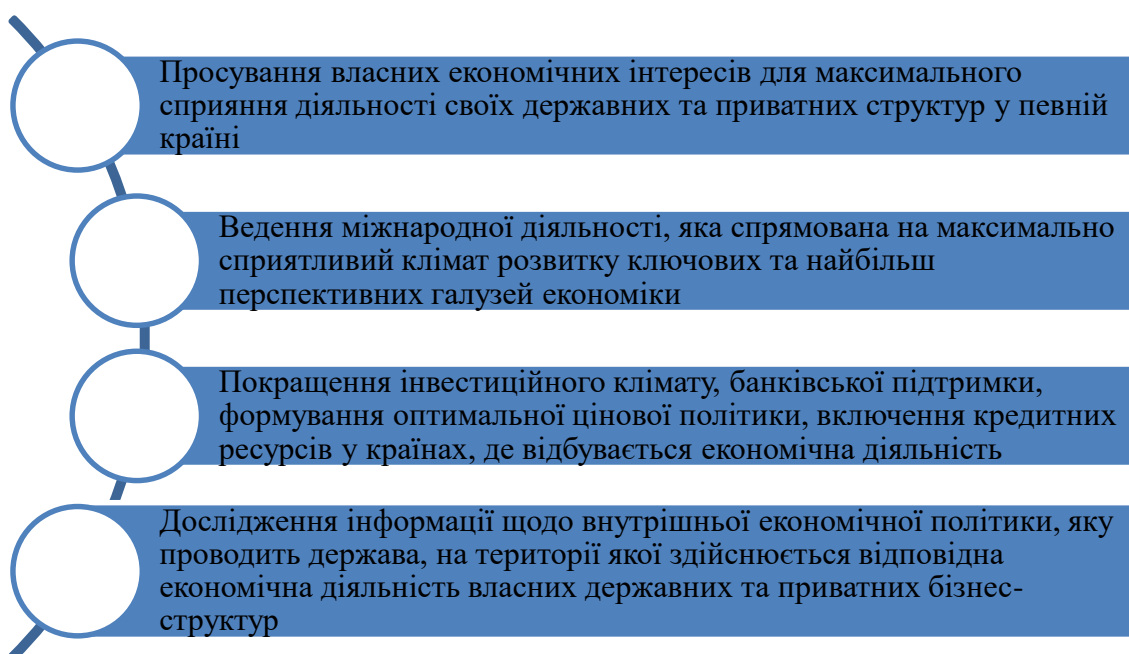 Просування власних економічних інтересів для максимального
сприяння діяльності своїх державних та приватних структур у певній
країні
Ведення міжнародної діяльності, яка спрямована на максимально
сприятливий клімат розвитку ключових та найбільш
перспективних галузей економіки
Покращення інвестиційного клімату, банківської підтримки,
формування оптимальної цінової політики, включення кредитних
ресурсів у країнах, де відбувається економічна діяльність
Дослідження інформації щодо внутрішньої економічної політики, яку
проводить держава, на території якої здійснюється відповідна
економічна діяльність власних державних та приватних бізнес-
структур